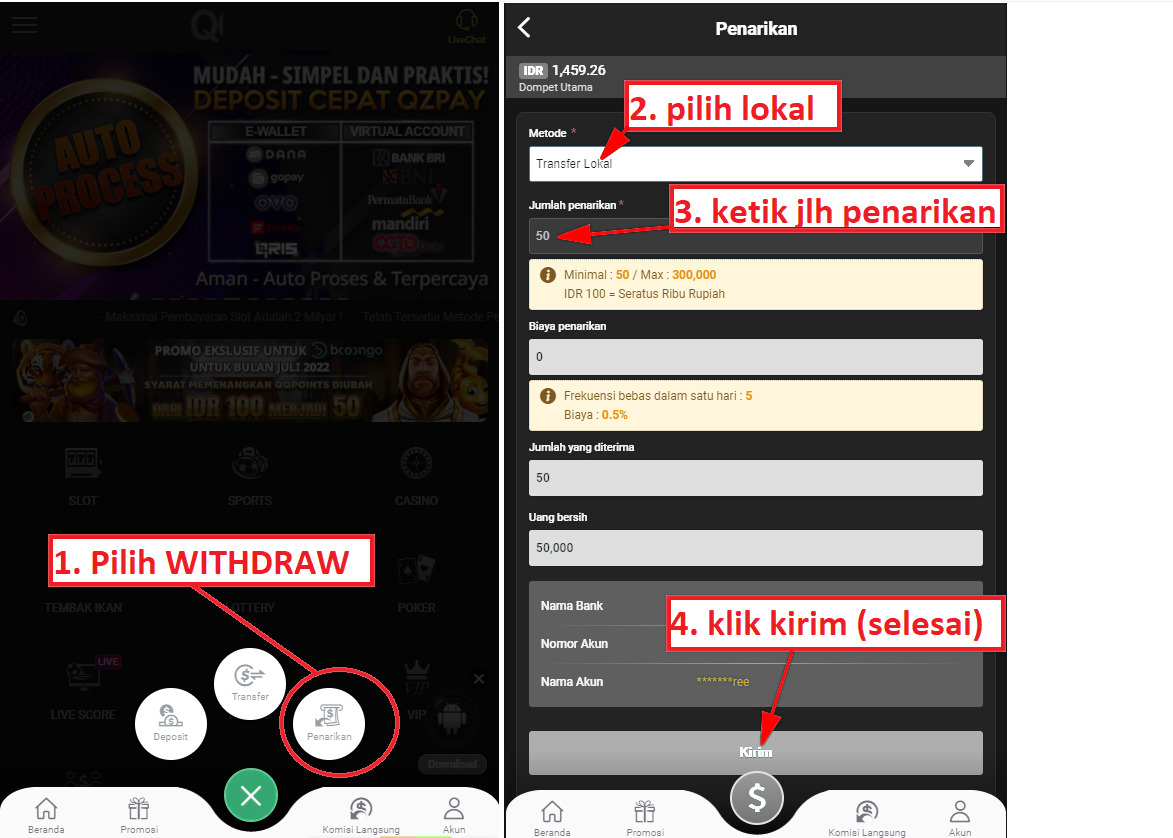 LiveChat
MUDAH - SIMPEL DAN PRAKTIS!
DEPOSIT CEPAT QZPAY
AUTO
PROCESS
E-WALLET
VIRTUAL ACCOUNT
DANA
BANK BRI
gopay
BNI
OVO
PermataBank
LinkAja
mandiri
QRIS
OCTO
Aman - Auto Proses & Terpercaya
- Maksimal Pembayaran Slot Adalah 2 Milyar !
Telah Tersedia Metode Pe
PROMO EKSLUSIF UNTUK booongo
UNTUK BULAN JULI 2022
SYARAT MEMENANGKAN QQPOINTS DIUBAH
DARI IDR 100 MENJADI 50
SLOT
SPORTS
CASINO
1. Pilih WITHDRAW
TEMBAK IKAN
LOTTERY
POKER
LIVE
LIVE SCORE
VIP
VIP
Transfer
Deposit
Penarikan
Download
Beranda
Promosi
Komisi Langsung
Akun
Penarikan
IDR 1,459.26
Dompet Utama
2. pilih lokal
Metode *
Transfer Lokal
Jumlah penarikan *
3. ketik jlh penarikan
50
Minimal : 50 / Max : 300,000
IDR 100 = Seratus Ribu Rupiah
Biaya penarikan
0
Frekuensi bebas dalam satu hari : 5
Biaya : 0.5%
Jumlah yang diterima
50
Uang bersih
50,000
Nama Bank
4. klik kirim (selesai)
Nomor Akun
Nama Akun
*******ree
Kirim
Beranda
Promosi
Komisi Langsung
Akun